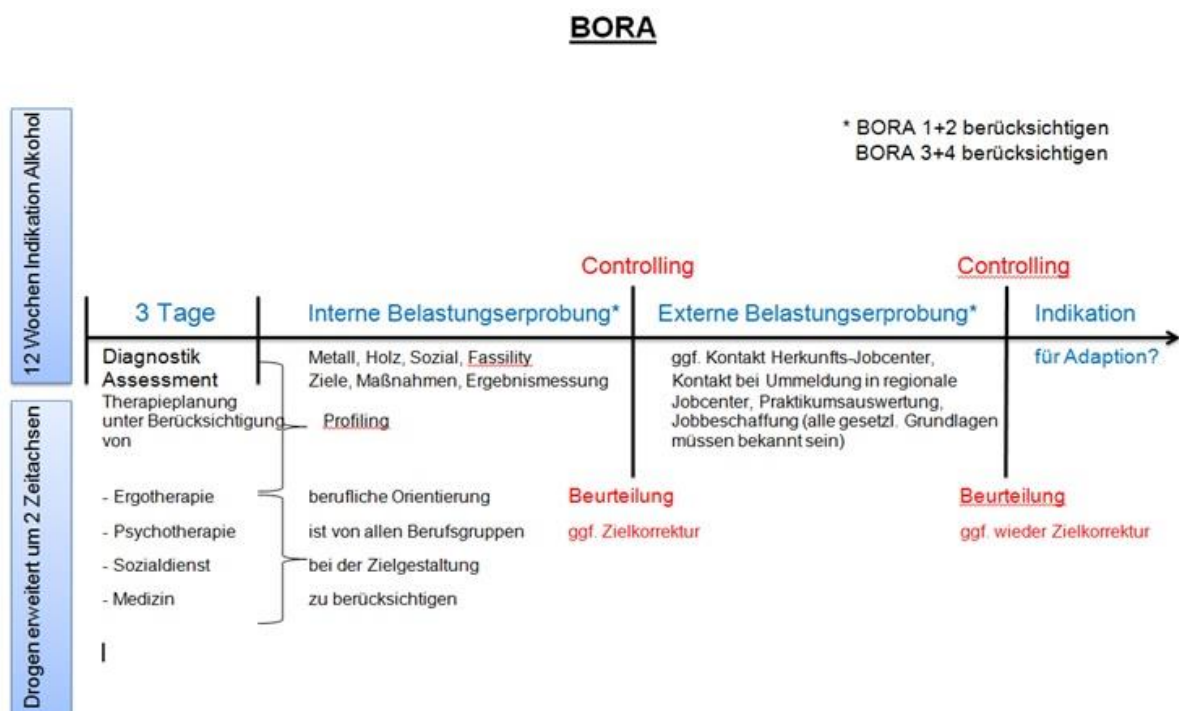 BORA
* BORA 1+2 berücksichtigen
BORA 3+4 berücksichtigen
12 Wochen Indikation Alkohol
Drogen erweitert um 2 Zeitachsen
Controlling
Controlling
3 Tage
Interne Belastungserprobung*
Externe Belastungserprobung*
Indikation
für Adaption?
Diagnostik
Assessment
Therapieplanung
unter Berücksichtigung
von
Metall, Holz, Sozial, Fassility
Ziele, Maßnahmen, Ergebnismessung
Profiling
ggf. Kontakt Herkunfts-Jobcenter,
Kontakt bei Ummeldung in regionale
Jobcenter, Praktikumsauswertung,
Jobbeschaffung (alle gesetzl. Grundlagen
müssen bekannt sein)
- Ergotherapie
- Psychotherapie
- Sozialdienst
- Medizin
berufliche Orientierung
ist von allen Berufsgruppen
bei der Zielgestaltung
zu berücksichtigen
Beurteilung
ggf. Zielkorrektur
Beurteilung
ggf. wieder Zielkorrektur